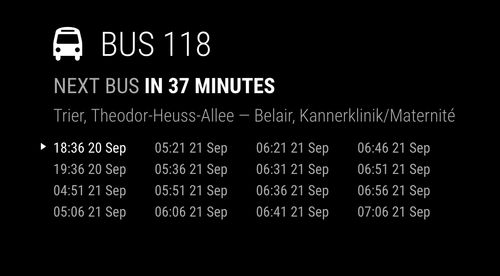 BUS 118
NEXT BUS IN 37 MINUTES
Trier, Theodor-Heuss-Allee — Belair, Kannerklinik/Maternité
18:36 20 Sep 05:21 21 Sep 06:21 21 Sep 06:46 21 Sep
19:36 20 Sep 05:36 21 Sep 06:31 21 Sep 06:51 21 Sep
04:51 21 Sep 05:51 21 Sep 06:36 21 Sep 06:56 21 Sep
05:06 21 Sep 06:06 21 Sep 06:41 21 Sep 07:06 21 Sep